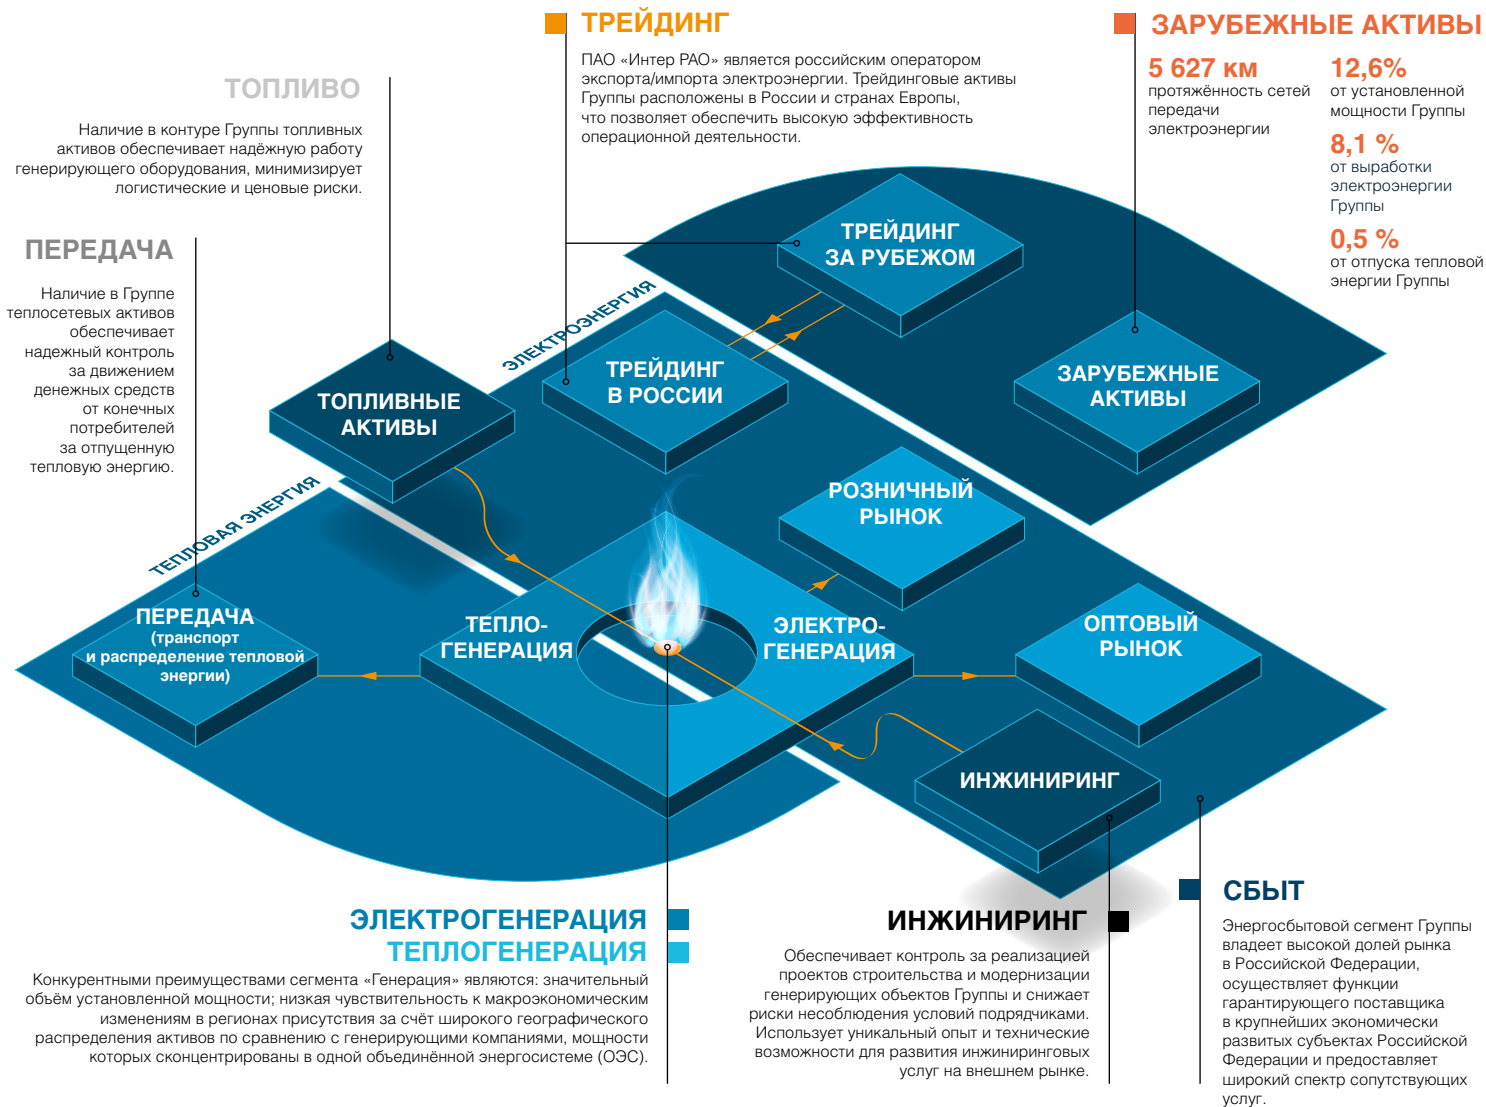 ТРЕЙДИНГ
ПАО «Интер РАО» является российским оператором
экспорта/импорта электроэнергии. Трейдинговые активы
Группы расположены в России и странах Европы,
что позволяет обеспечить высокую эффективность
операционной деятельности.
ЗАРУБЕЖНЫЕ АКТИВЫ
5 627 км
протяжённость сетей
передачи
электроэнергии
12,6%
от установленной
мощности Группы
8,1 %
от выработки
электроэнергии
Группы
0,5 %
от отпуска тепловой
энергии Группы
ТОПЛИВО
Наличие в контуре Группы топливных
активов обеспечивает надёжную работу
генерирующего оборудования, минимизирует
логистические и ценовые риски.
ПЕРЕДАЧА
Наличие в Группе
теплосетевых активов
обеспечивает
надежный контроль
за движением
денежных средств
от конечных
потребителей
за отпущенную
тепловую энергию.
ТРЕЙДИНГ
ЗА РУБЕЖОМ
ЭЛЕКТРОЭНЕРГИЯ
ТРЕЙДИНГ
В РОССИИ
ЗАРУБЕЖНЫЕ
АКТИВЫ
ТОПЛИВНЫЕ
АКТИВЫ
ТЕПЛОВАЯ ЭНЕРГИЯ
РОЗНИЧНЫЙ
РЫНОК
ПЕРЕДАЧА
(транспорт
и распределение тепловой
энергии)
ТЕПЛО-
ГЕНЕРАЦИЯ
ЭЛЕКТРО-
ГЕНЕРАЦИЯ
ОПТОВЫЙ
РЫНОК
ИНЖИНИРИНГ
ЭЛЕКТРОГЕНЕРАЦИЯ
ТЕПЛОГЕНЕРАЦИЯ
Конкурентными преимуществами сегмента «Генерация» являются: значительный
объём установленной мощности; низкая чувствительность к макроэкономическим
изменениям в регионах присутствия за счёт широкого географического
распределения активов по сравнению с генерирующими компаниями, мощности
которых сконцентрированы в одной объединённой энергосистеме (ОЭС).
ИНЖИНИРИНГ
Обеспечивает контроль за реализацией
проектов строительства и модернизации
генерирующих объектов Группы и снижает
риски несоблюдения условий подрядчиками.
Использует уникальный опыт и технические
возможности для развития инжиниринговых
услуг на внешнем рынке.
СБЫТ
Энергосбытовой сегмент Группы
владеет высокой долей рынка
в Российской Федерации,
осуществляет функции
гарантирующего поставщика
в крупнейших экономически
развитых субъектах Российской
Федерации и предоставляет
широкий спектр сопутствующих
услуг.